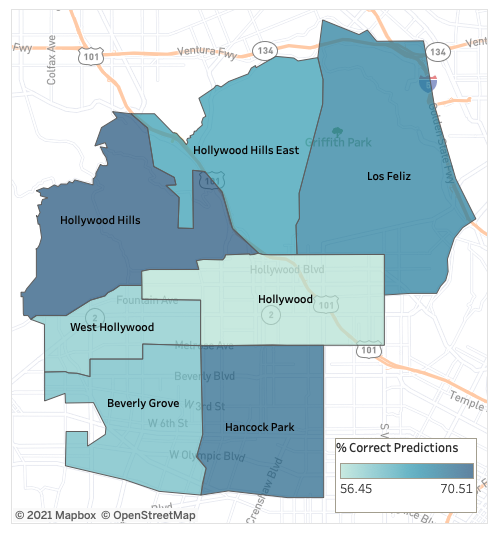 Fwy
Colfax Ave
101
Ventura Fwy
134
134
Vent
Hollywood Hills East
Griffith Park
Golden State Fwy
101
Los Feliz
Hollywood Hills
Hollywood Blvd
Hollywood
101
Fountain Ave
2
2
West Hollywood
Melrose Ave
101
Beverly Blvd
Beverly Grove
W 3rd St
W 6th St
Temple
Hancock Park
W Olympic Blvd
Crenshaw Blvd
% Correct Predictions
56.45 70.51
© 2021 Mapbox © OpenStreetMap